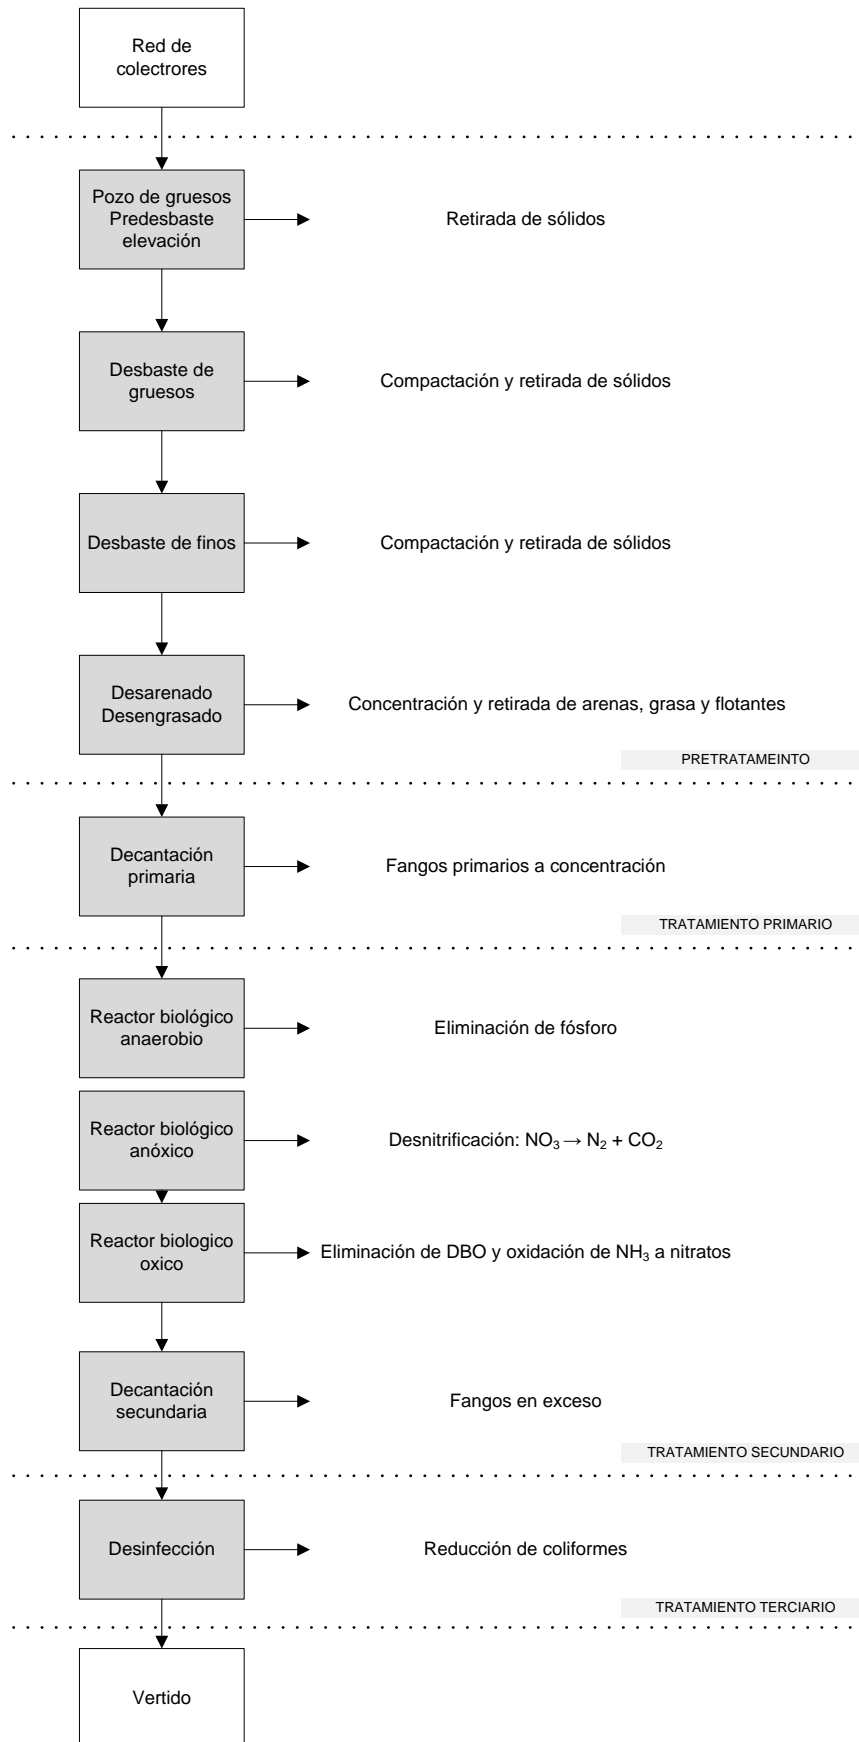 Red de
colectrores
Pozo de gruesos
Predesbaste
elevación
Retirada de sólidos
Desbaste de
gruesos
Compactación y retirada de sólidos
Desbaste de finos
Compactación y retirada de sólidos
Desarenado
Desengrasado
Concentración y retirada de arenas, grasa y flotantes
PRETRATAMEINTO
Decantación
primaria
Fangos primarios a concentración
TRATAMIENTO PRIMARIO
Reactor biológico
anaerobio
Eliminación de fósforo
Reactor biológico
anóxico
Desnitrificación: NO₃ → N₂ + CO₂
Reactor biologico
oxico
Eliminación de DBO y oxidación de NH₃ a nitratos
Decantación
secundaria
Fangos en exceso
TRATAMIENTO SECUNDARIO
Desinfección
Reducción de coliformes
TRATAMIENTO TERCIARIO
Vertido